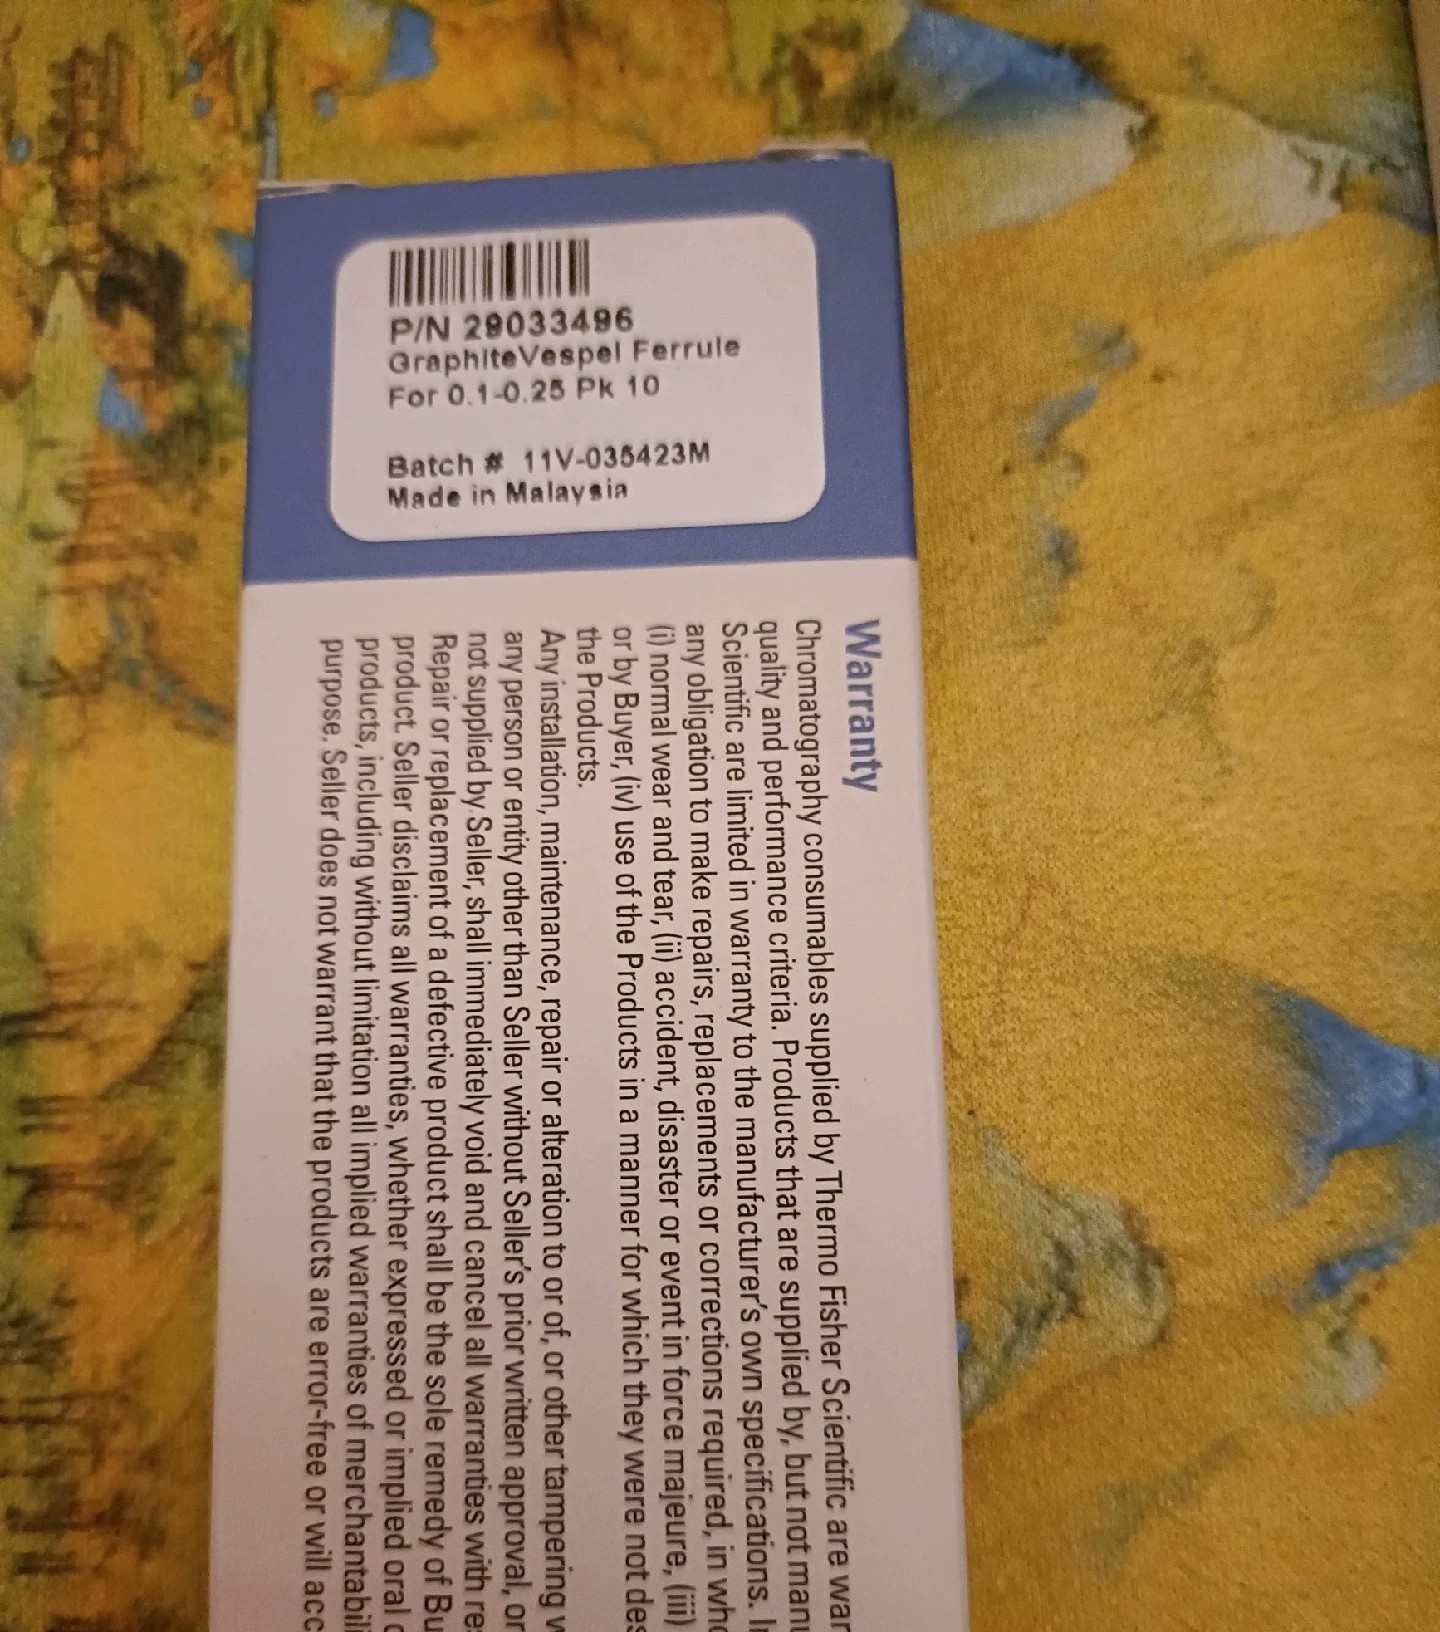 P/N 29033496
GraphiteVespel Ferrule
For 0.1-0.25 Pk 10
Batch # 11V-035423M
Made in Malaysia
Warranty
Chromatography consumables supplied by Thermo Fisher Scientific are
quality and performance criteria. Products that are supplied by, but not
Scientific are limited in warranty to the manufacturer's own specifications.
any obligation to make repairs, replacements or corrections required, in
(i) normal wear and tear, (ii) accident, disaster or event in force majeure, (iii)
or by Buyer, (iv) use of the Products in a manner for which they were not
the Products.
Any installation, maintenance, repair or alteration to or of, or other tampering
any person or entity other than Seller without Seller's prior written approval, or
not supplied by Seller, shall immediately void and cancel all warranties with
Repair or replacement of a defective product shall be the sole remedy of
product. Seller disclaims all warranties, whether expressed or implied oral
products, including without limitation all implied warranties of
purpose. Seller does not warrant that the products are error-free or will